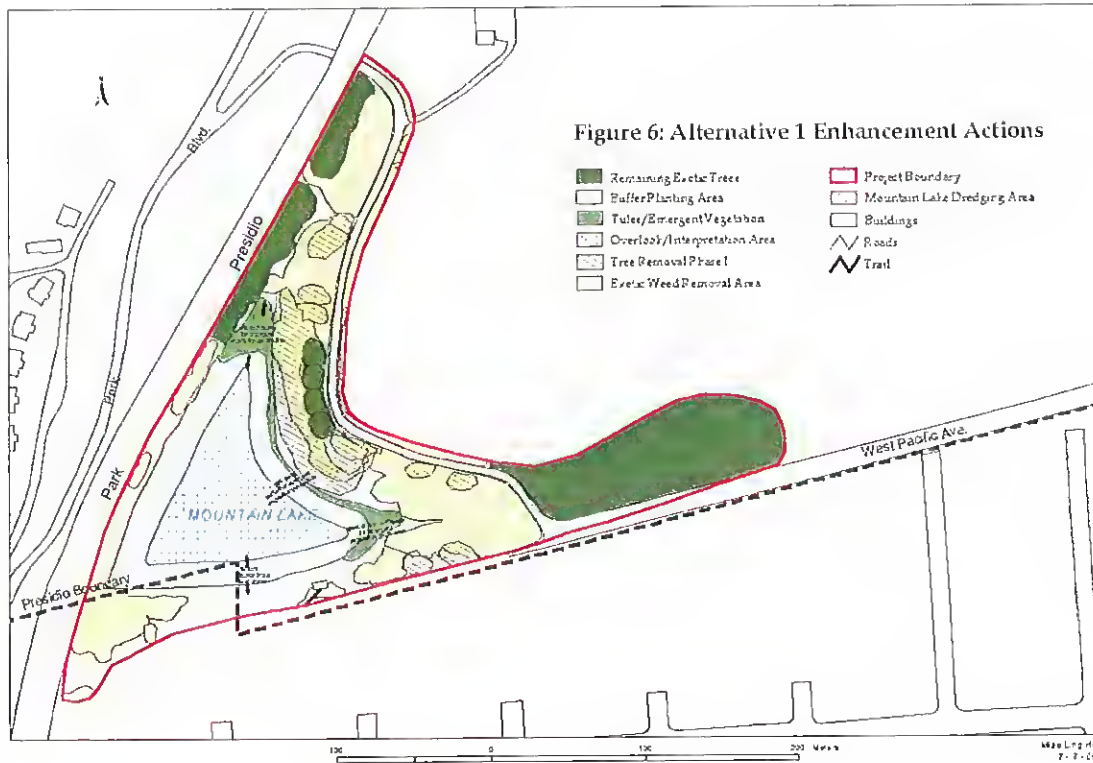 Figure 6: Alternative 1 Enhancement Actions
Remaining Exotic Trees
Buffer Planting Area
Tules/Emergent Vegetation
Overlook/Interpretation Area
Tree Removal Phase I
Exotic Weed Removal Area
Project Boundary
Mountain Lake Dredging Area
Buildings
Roads
Trail
Park Presidio Blvd.
Park
West Pacific Ave.
MOUNTAIN LAKE
Presidio Boundary
100 0 100 200 Meters